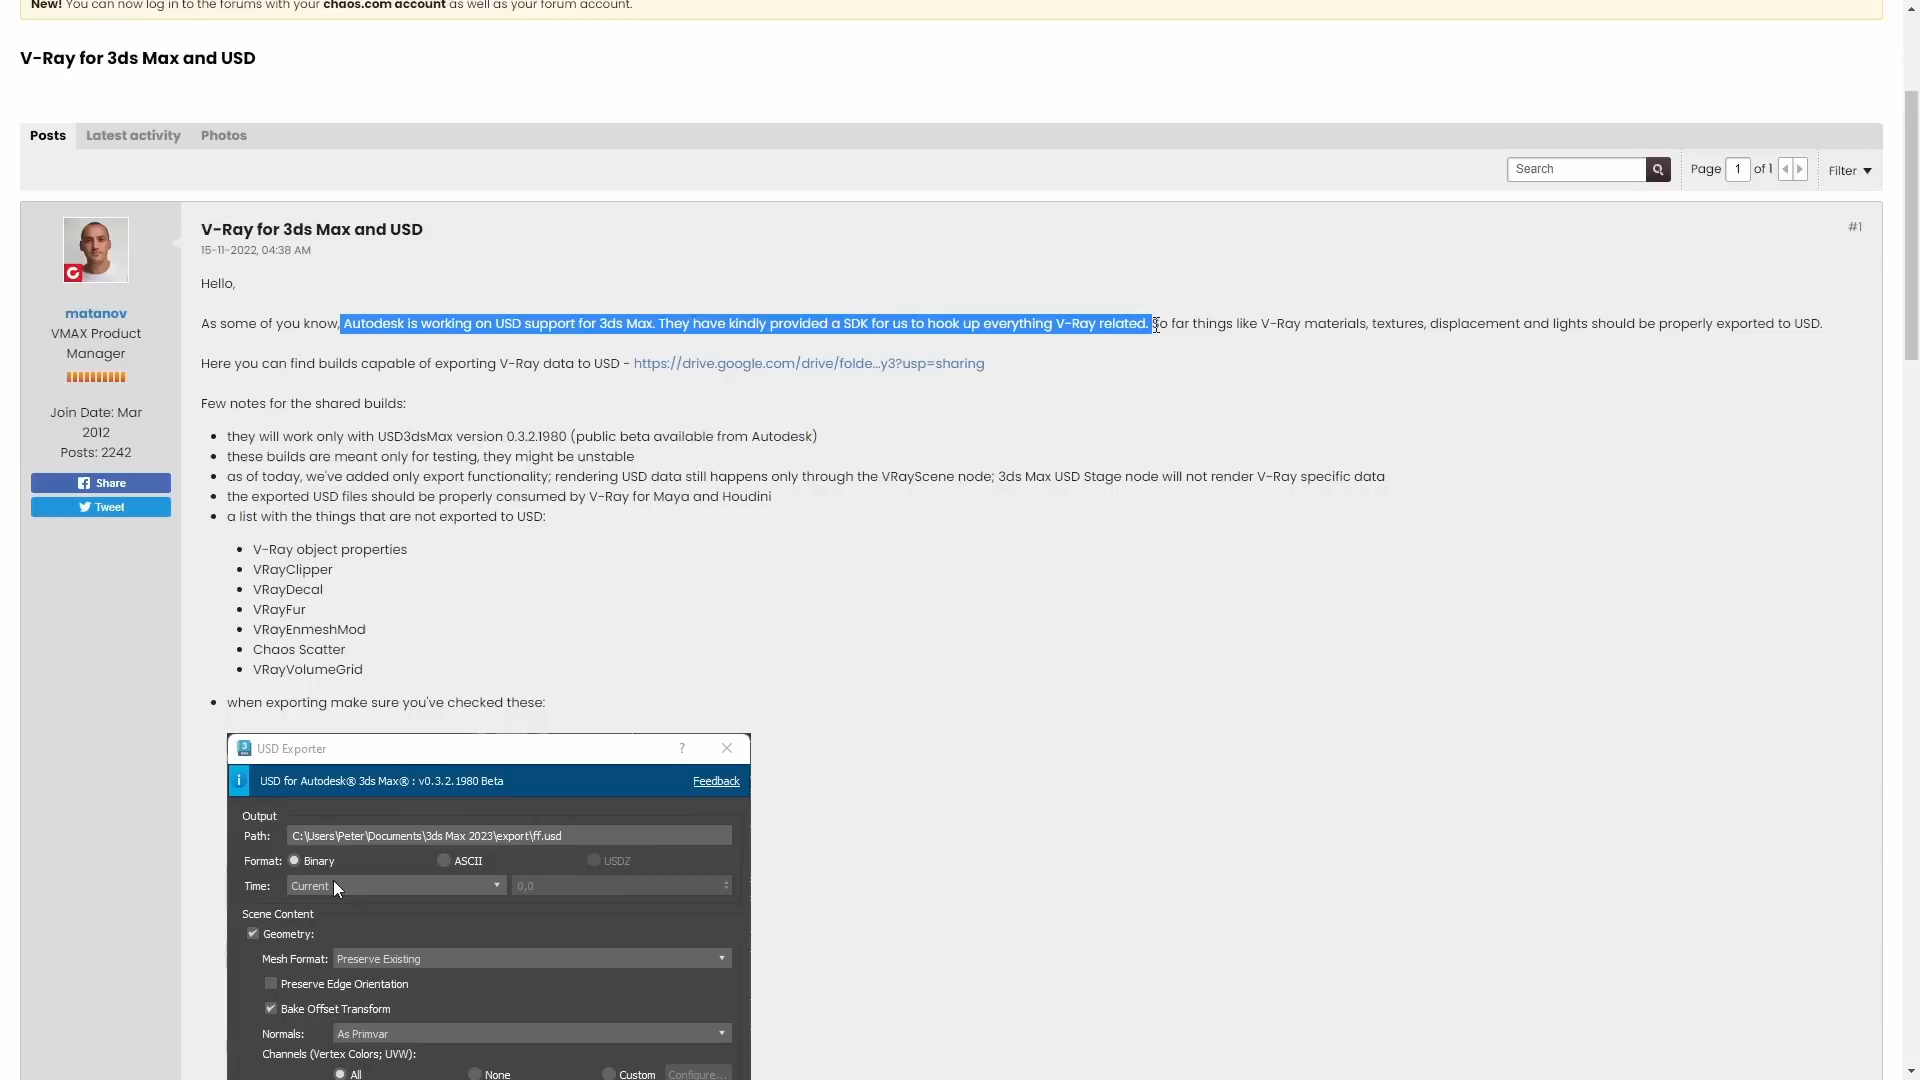 New! You can now log in to the forums with your chaos.com account as well as your forum account.
V-Ray for 3ds Max and USD
Posts Latest activity Photos
Search Page 1 of 1 Filter
V-Ray for 3ds Max and USD
#1
15-11-2022, 04:38 AM
matanov
VMAX Product
Manager
Join Date: Mar
2012
Posts: 2242
Share
Tweet
Hello,
As some of you know, Autodesk is working on USD support for 3ds Max. They have kindly provided a SDK for us to hook up everything V-Ray related. So far things like V-Ray materials, textures, displacement and lights should be properly exported to USD.
Here you can find builds capable of exporting V-Ray data to USD - https://drive.google.com/drive/folde...y3?usp=sharing
Few notes for the shared builds:
they will work only with USD3dsMax version 0.3.2.1980 (public beta available from Autodesk)
these builds are meant only for testing, they might be unstable
as of today, we've added only export functionality; rendering USD data still happens only through the VRayScene node; 3ds Max USD Stage node will not render V-Ray specific data
the exported USD files should be properly consumed by V-Ray for Maya and Houdini
a list with the things that are not exported to USD:
V-Ray object properties
VRayClipper
VRayDecal
VRayFur
VRayEnmeshMod
Chaos Scatter
VRayVolumeGrid
when exporting make sure you've checked these:
USD Exporter ?
USD for Autodesk® 3ds Max® : v0.3.2.1980 Beta Feedback
Output
Path: C:\Users\Peter\Documents\3ds Max 2023\export\ff.usd
Format: Binary ASCII USDZ
Time: Current 0,0
Scene Content
Geometry:
Mesh Format: Preserve Existing
Preserve Edge Orientation
Bake Offset Transform
Normals: As Primvar
Channels (Vertex Colors; UVW):
All None Custom Configure...